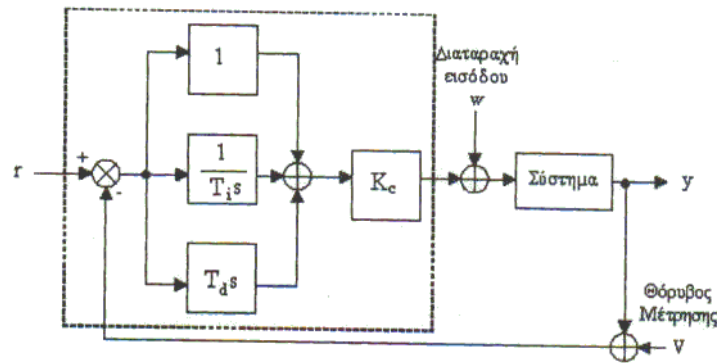 1
Διαταραχή
εισόδου
w
+
r
-
1
T_i s
K_c
Σύστημα
y
T_d s
Θόρυβος
Μέτρησης
V